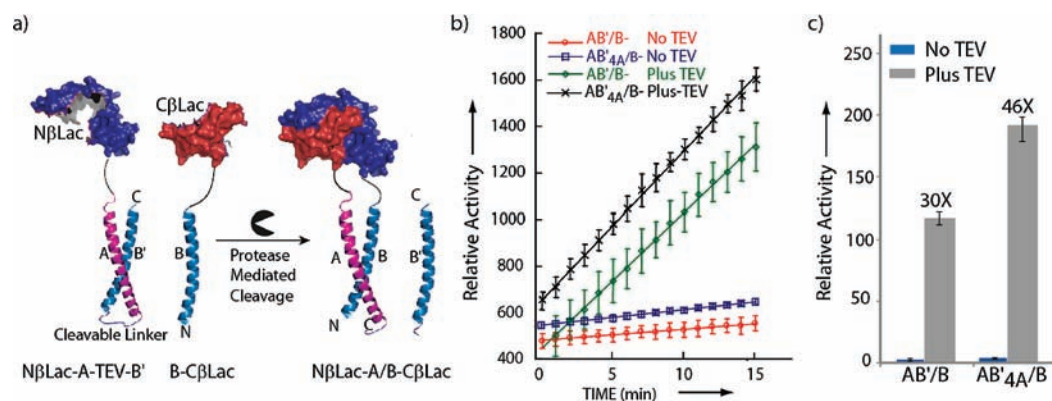 a)
NβLac
CβLac
C
A
B'
B
N
Cleavable Linker
NβLac-A-TEV-B'
B-CβLac
Protease
Mediated
Cleavage
A
B
N
C
C
B'
NβLac-A/B-CβLac
b)
AB'/B- No TEV
AB'4A/B- No TEV
AB'/B- Plus TEV
AB'4A/B- Plus-TEV
Relative Activity
1800
1600
1400
1200
1000
800
600
400
0 5 10 15
TIME (min)
c)
No TEV
Plus TEV
Relative Activity
250
200
150
100
50
0
30X
46X
AB'/B
AB'4A/B